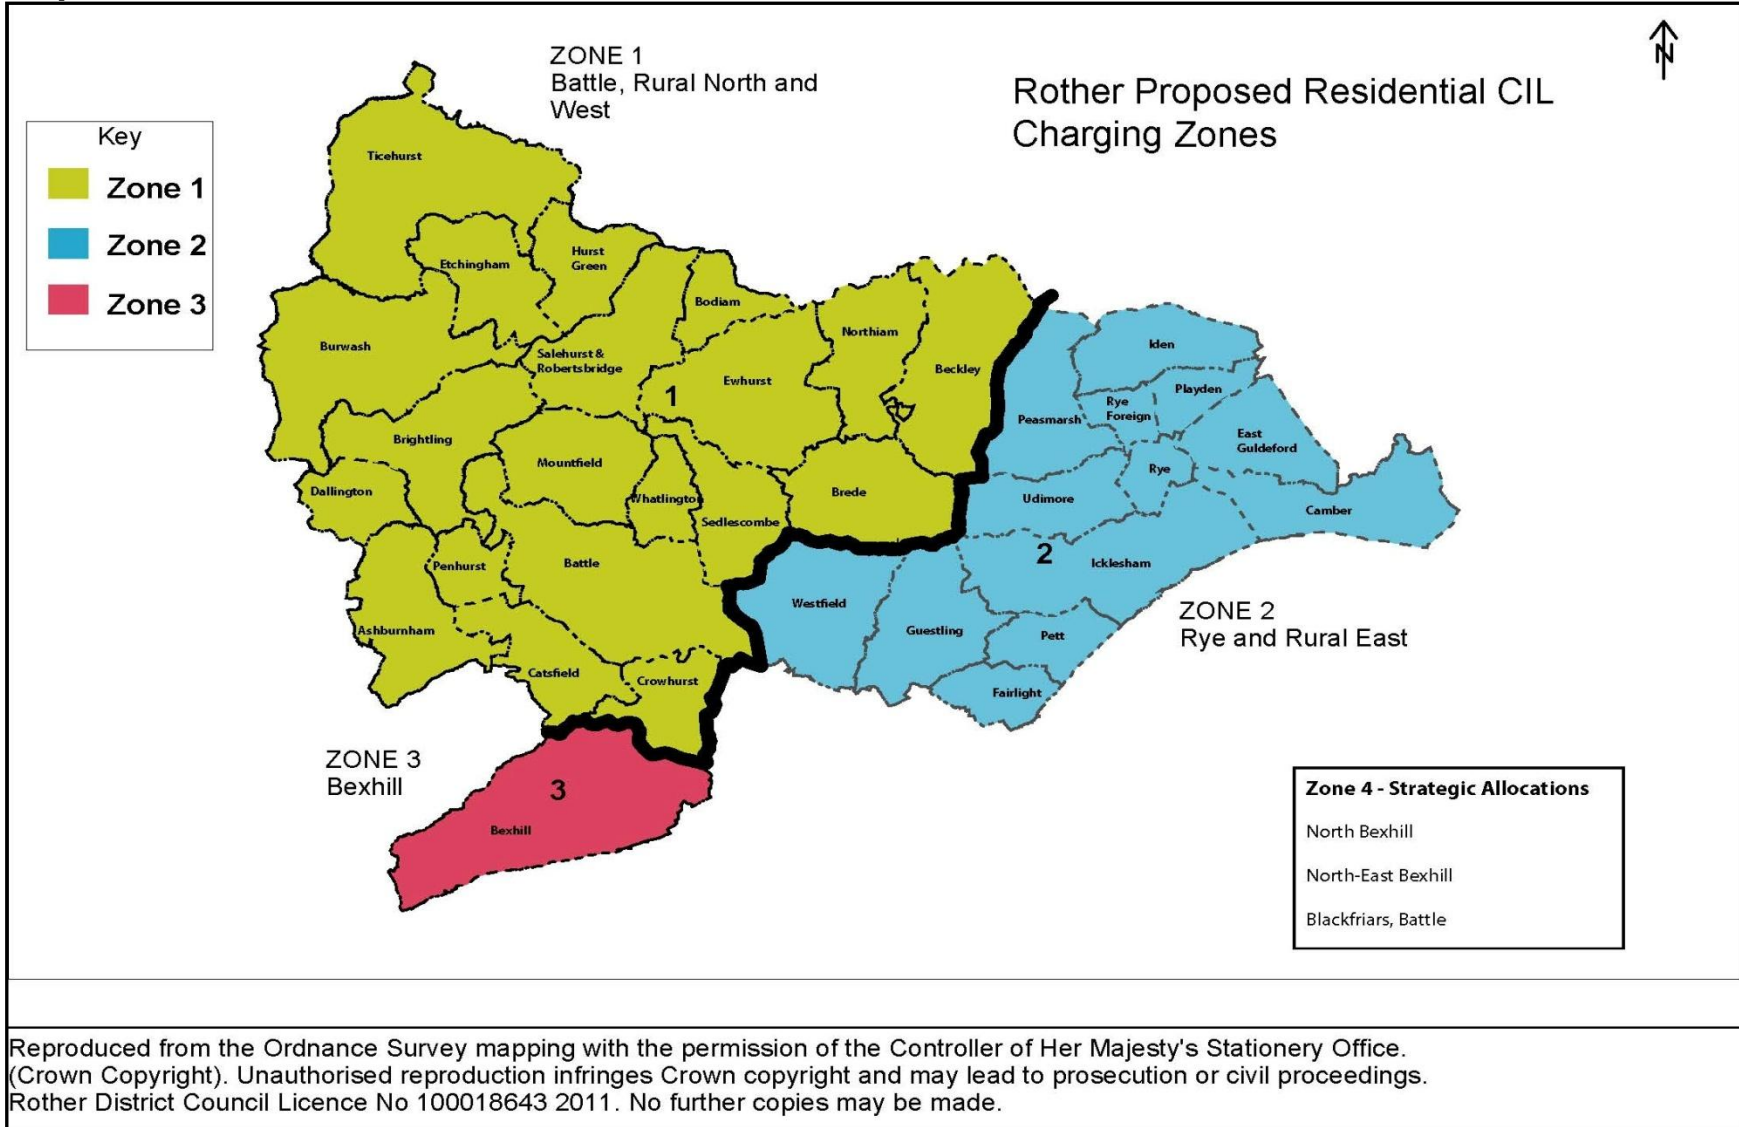 ZONE 1
Battle, Rural North and
West
Rother Proposed Residential CIL
Charging Zones
N
Key
Zone 1
Zone 2
Zone 3
Ticehurst
Etchingham
Hurst
Green
Bodiam
Burwash
Salehurst &
Robertsbridge
Northiam
Beckley
Ewhurst
1
Brightling
Mountfield
Dallington
Whatlington
Sedlescombe
Brede
Penhurst
Battle
Ashburnham
Catsfield
Crowhurst
Iden
Playden
Rye
Foreign
Peasmarsh
East
Guldeford
Rye
Udimore
Camber
2
Icklesham
Westfield
Guestling
Pett
Fairlight
ZONE 2
Rye and Rural East
ZONE 3
Bexhill
3
Bexhill
Zone 4 - Strategic Allocations
North Bexhill
North-East Bexhill
Blackfriars, Battle
Reproduced from the Ordnance Survey mapping with the permission of the Controller of Her Majesty's Stationery Office.
(Crown Copyright). Unauthorised reproduction infringes Crown copyright and may lead to prosecution or civil proceedings.
Rother District Council Licence No 100018643 2011. No further copies may be made.